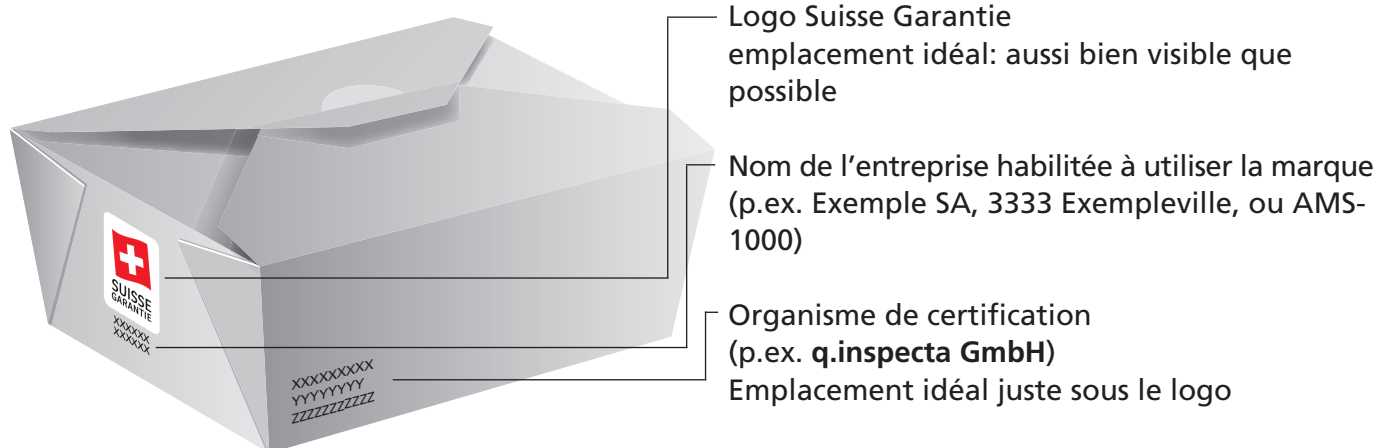 Logo Suisse Garantie
emplacement idéal: aussi bien visible que
possible
Nom de l’entreprise habilitée à utiliser la marque
(p.ex. Exemple SA, 3333 Exempleville, ou AMS-
1000)
Organisme de certification
(p.ex. q.inspecta GmbH)
Emplacement idéal juste sous le logo
SUISSE
GARANTIE
XXXXXX
XXXXXX
XXXXXXXXX
YYYYYYYY
ZZZZZZZZZZZ